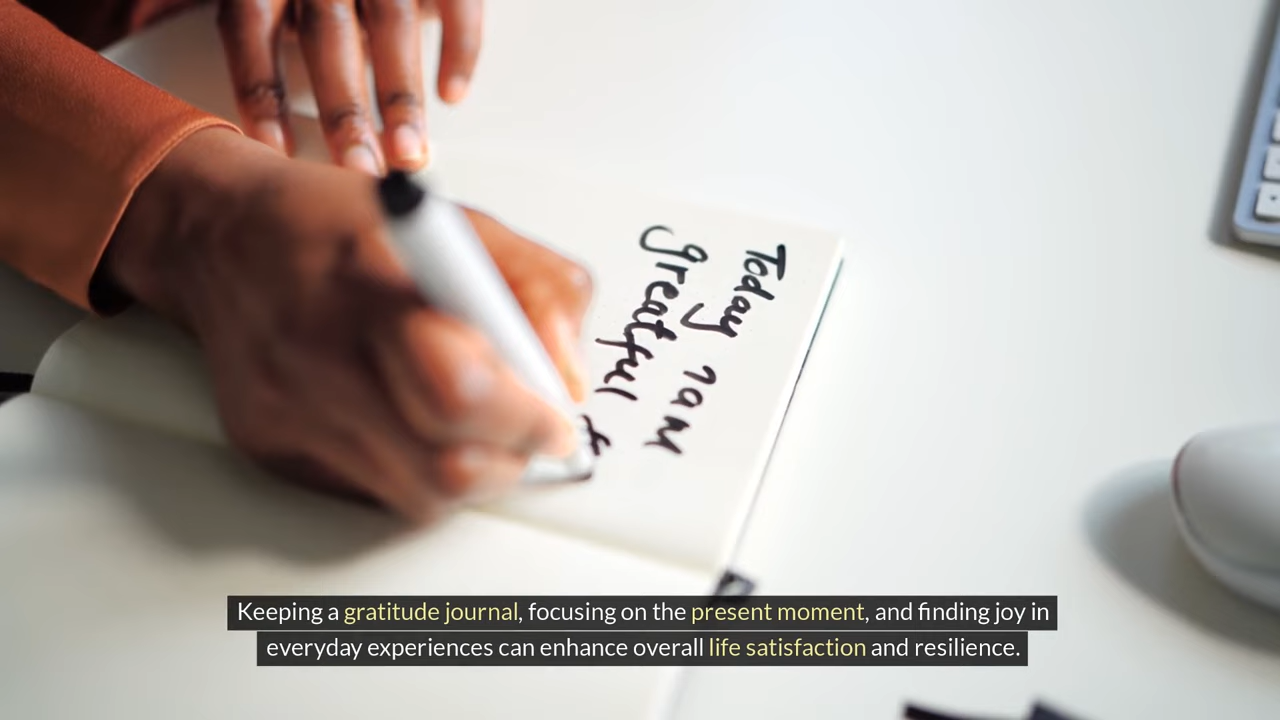 Today I am
greatful
Keeping a gratitude journal, focusing on the present moment, and finding joy in
everyday experiences can enhance overall life satisfaction and resilience.